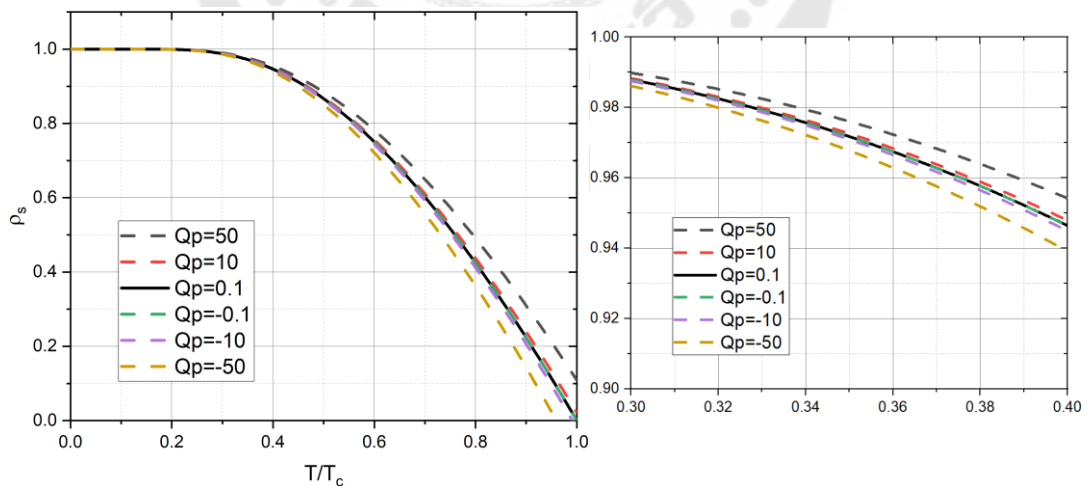 1.0
0.8
0.6
0.4
0.2
0.0
ρs
Qp=50
Qp=10
Qp=0.1
Qp=-0.1
Qp=-10
Qp=-50
0.0 0.2 0.4 0.6 0.8 1.0
T/Tc
1.00
0.98
0.96
0.94
0.92
0.90
Qp=50
Qp=10
Qp=0.1
Qp=-0.1
Qp=-10
Qp=-50
0.30 0.32 0.34 0.36 0.38 0.40